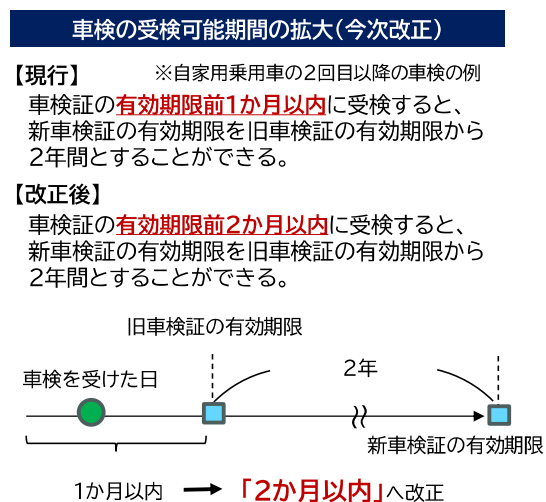 車検の受検可能期間の拡大（今次改正）
【現行】　※自家用乗用車の２回目以降の車検の例
車検証の有効期限前１か月以内に受検すると、
新車検証の有効期限を旧車検証の有効期限から
２年間とすることができる。
【改正後】
車検証の有効期限前２か月以内に受検すると、
新車検証の有効期限を旧車検証の有効期限から
２年間とすることができる。
旧車検証の有効期限
２年
車検を受けた日
新車検証の有効期限
１か月以内 → 「２か月以内」へ改正